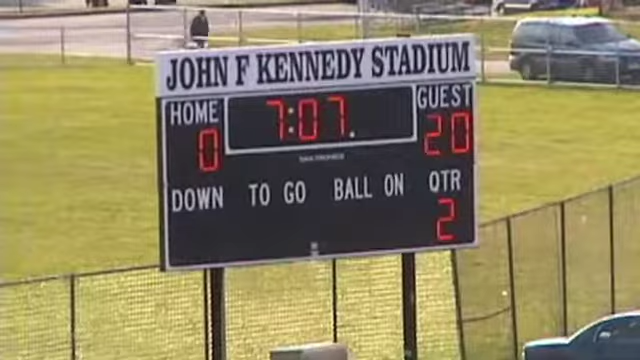 JOHN F KENNEDY STADIUM
HOME 7:07. GUEST
0 20
DOWN TO GO BALL ON QTR
2